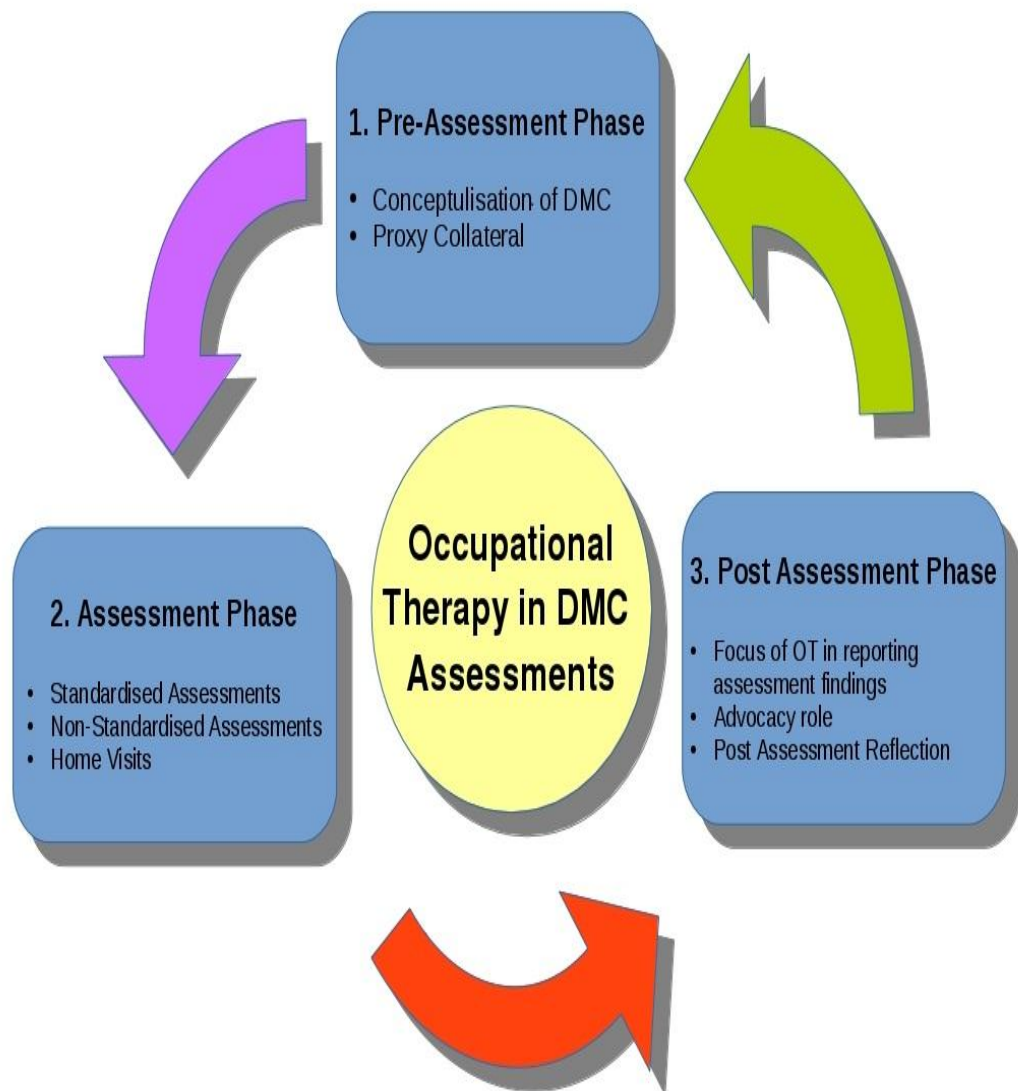 1. Pre-Assessment Phase
• Conceptulisation of DMC
• Proxy Collateral
Occupational
Therapy in DMC
Assessments
2. Assessment Phase
• Standardised Assessments
• Non-Standardised Assessments
• Home Visits
3. Post Assessment Phase
• Focus of OT in reporting
assessment findings
• Advocacy role
• Post Assessment Reflection